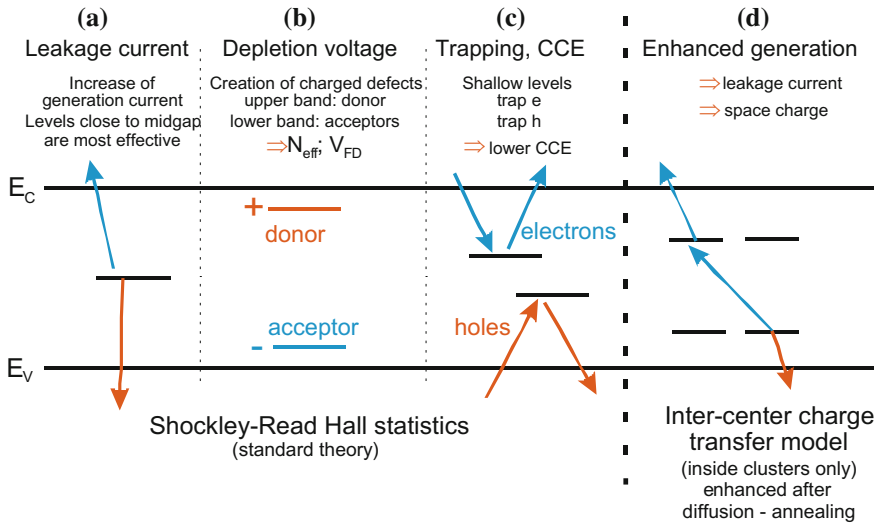 (a)
Leakage current
Increase of
generation current
Levels close to midgap
are most effective
(b)
Depletion voltage
Creation of charged defects
upper band: donor
lower band: acceptors
⇒N_eff; V_FD
(c)
Trapping, CCE
Shallow levels
trap e
trap h
⇒ lower CCE
(d)
Enhanced generation
⇒ leakage current
⇒ space charge
E_C
+
donor
electrons
acceptor
-
holes
E_V
Shockley-Read Hall statistics
(standard theory)
Inter-center charge
transfer model
(inside clusters only)
enhanced after
diffusion - annealing